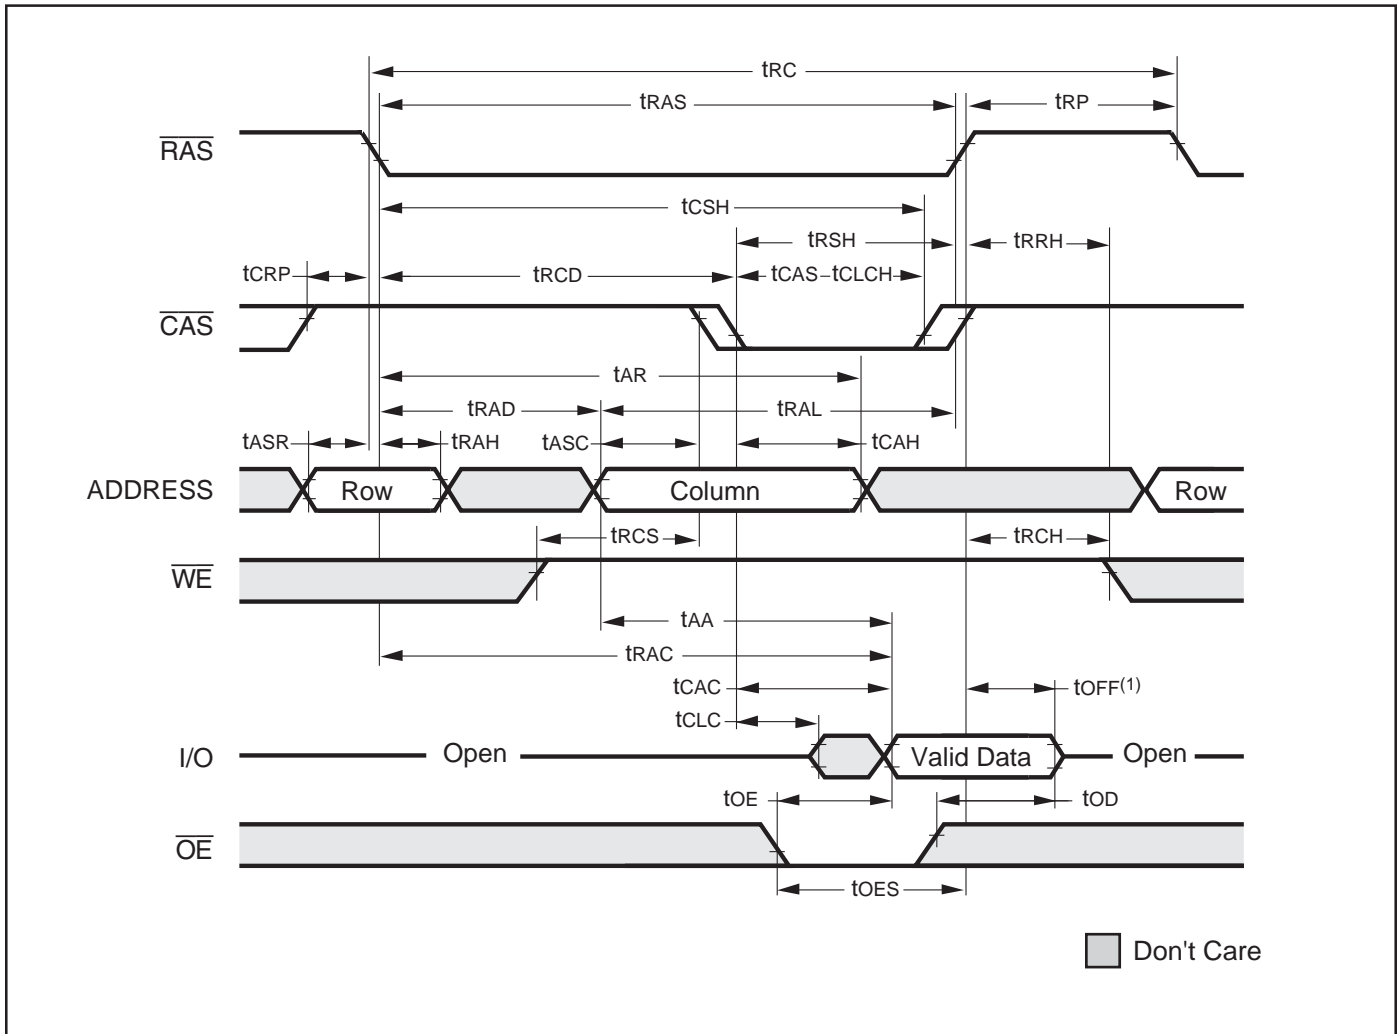 tRC
tRAS
tRP
RAS
tCSH
tRSH
tRRH
tCRP
tRCD
tCAS
tCLCH
CAS
tAR
tRAD
tRAL
tASR
tRAH
tASC
tCAH
ADDRESS
Row
Column
Row
tRCS
tRCH
WE
tAA
tRAC
tCAC
tOFF(1)
tCLC
I/O
Open
Valid Data
Open
tOE
tOD
OE
tOES
Don't Care